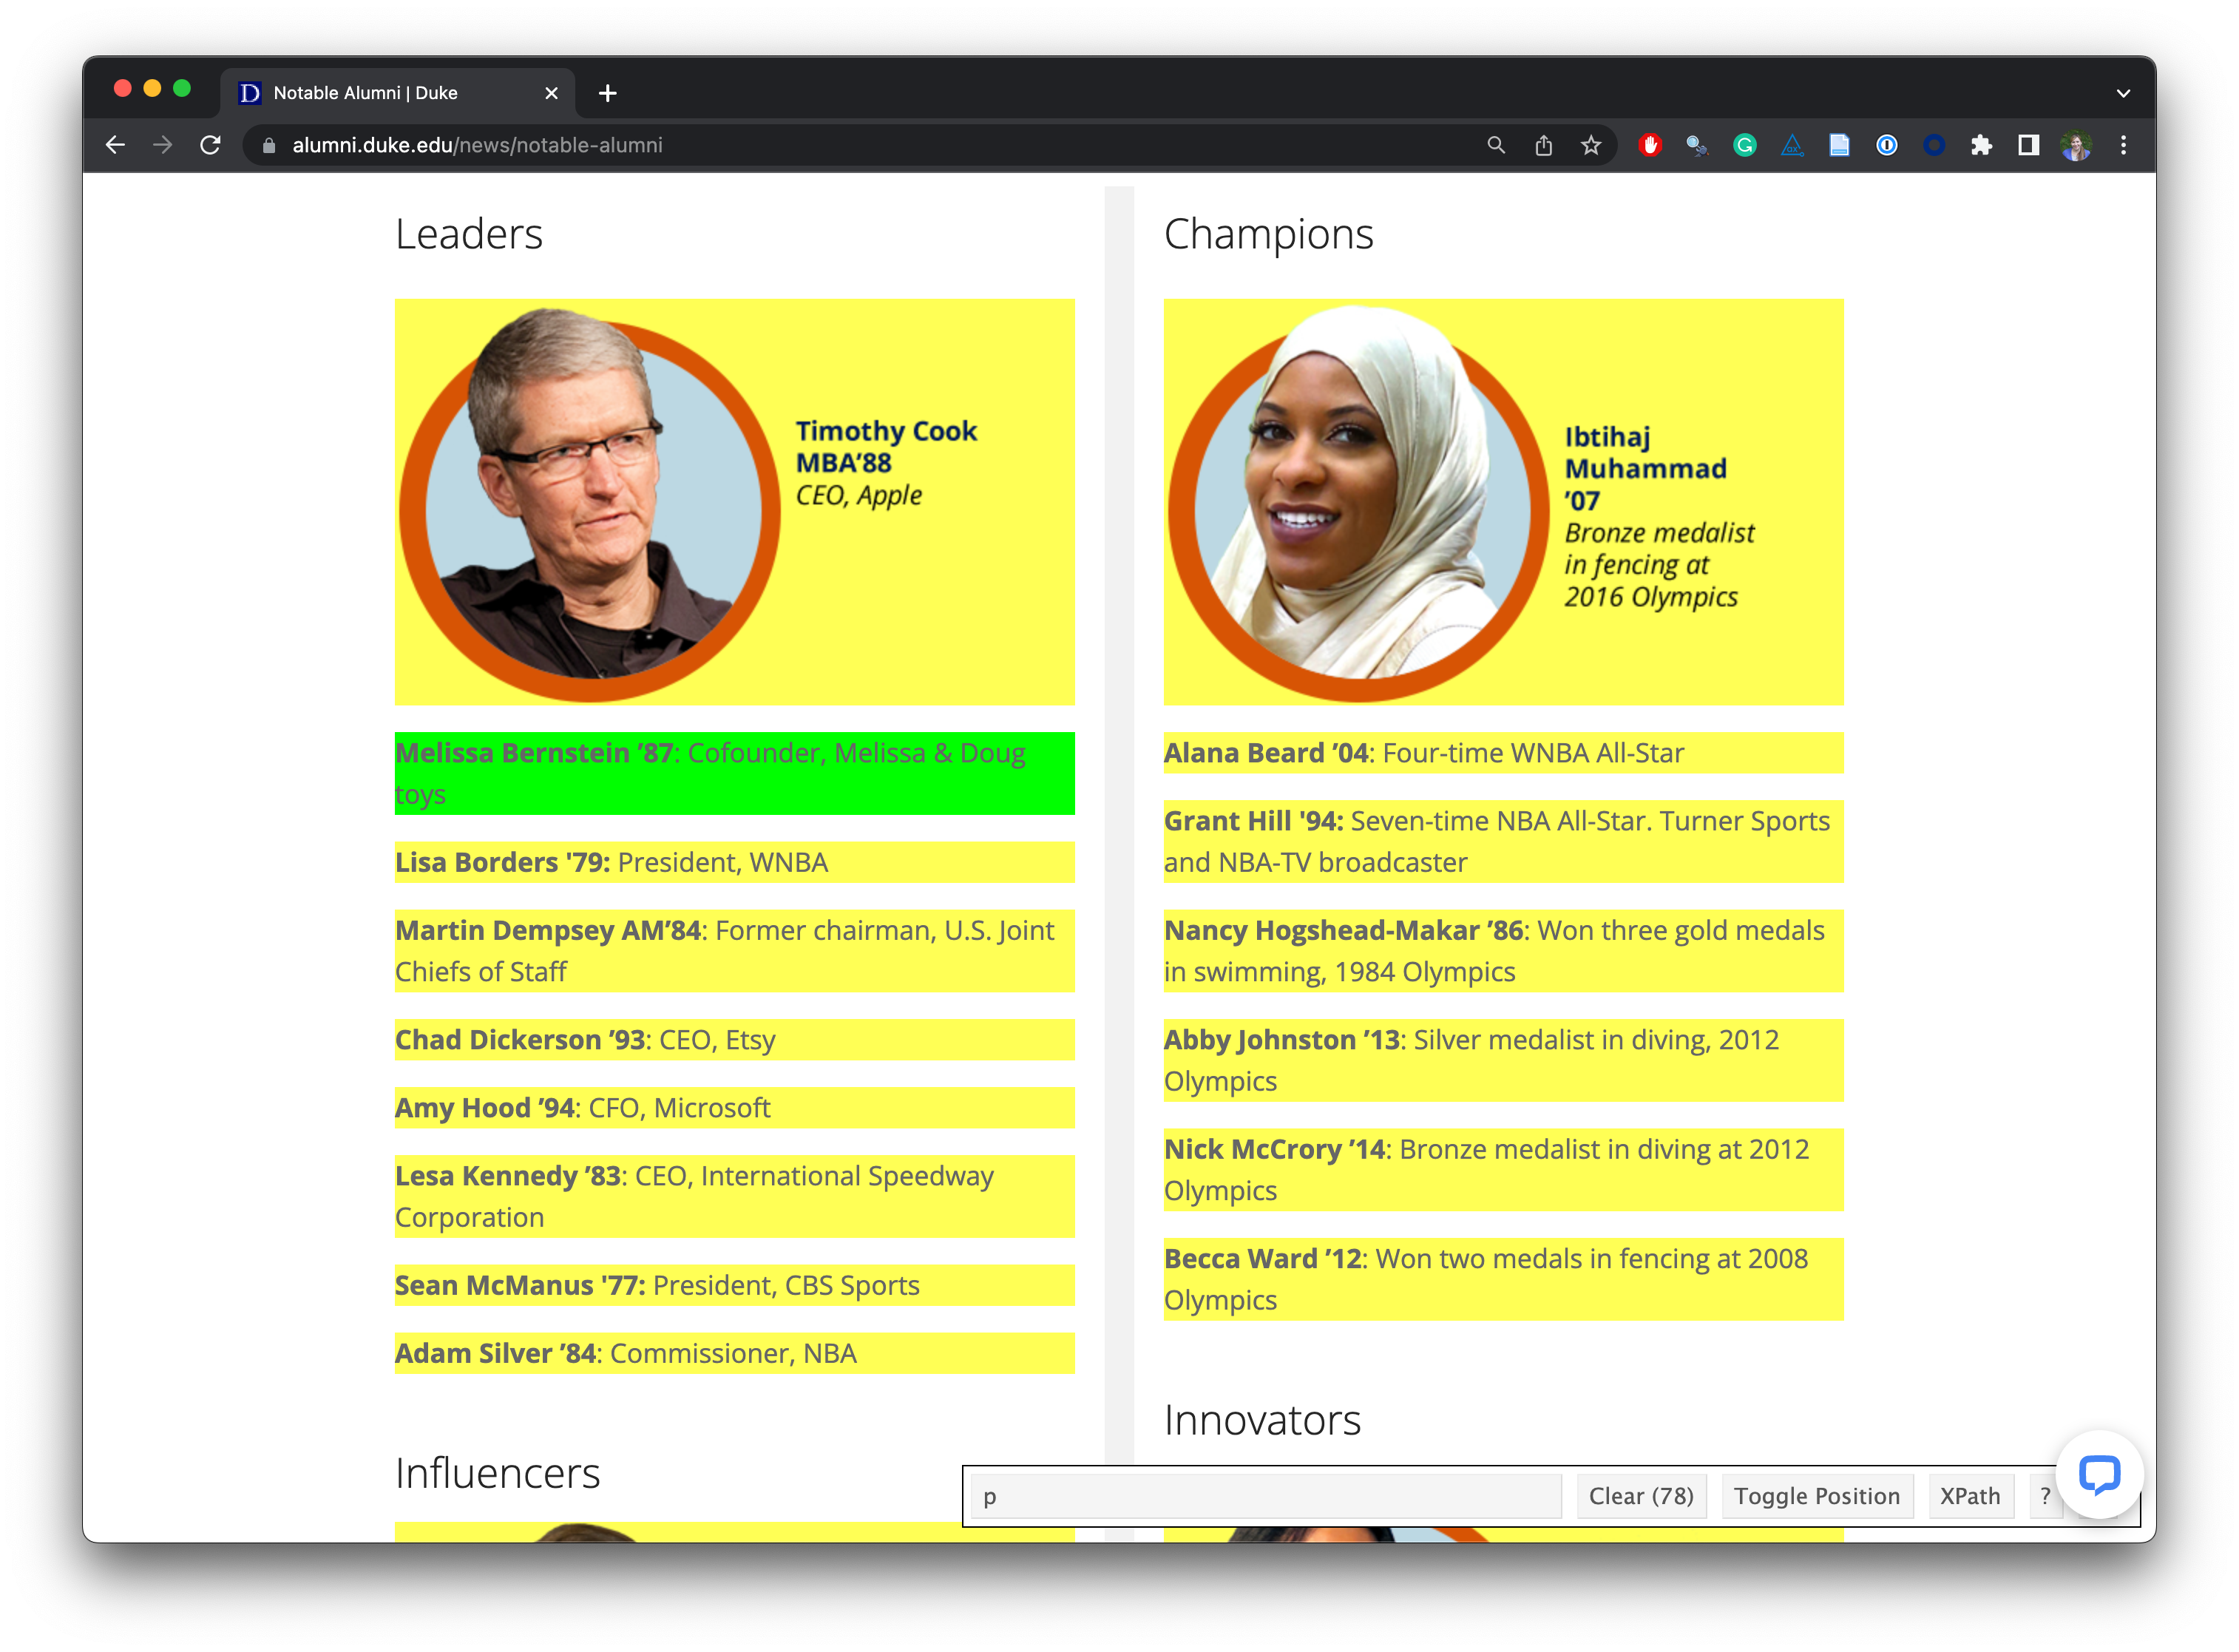 Notable Alumni | Duke
alumni.duke.edu/news/notable-alumni
Leaders
Timothy Cook
MBA’88
CEO, Apple
Melissa Bernstein ’87: Cofounder, Melissa & Doug
toys
Lisa Borders '79: President, WNBA
Martin Dempsey AM’84: Former chairman, U.S. Joint
Chiefs of Staff
Chad Dickerson ’93: CEO, Etsy
Amy Hood ’94: CFO, Microsoft
Lesa Kennedy ’83: CEO, International Speedway
Corporation
Sean McManus '77: President, CBS Sports
Adam Silver ’84: Commissioner, NBA
Influencers
Champions
Ibtihaj
Muhammad
’07
Bronze medalist
in fencing at
2016 Olympics
Alana Beard ’04: Four-time WNBA All-Star
Grant Hill '94: Seven-time NBA All-Star. Turner Sports
and NBA-TV broadcaster
Nancy Hogshead-Makar ’86: Won three gold medals
in swimming, 1984 Olympics
Abby Johnston ’13: Silver medalist in diving, 2012
Olympics
Nick McCrory ’14: Bronze medalist in diving at 2012
Olympics
Becca Ward ’12: Won two medals in fencing at 2008
Olympics
Innovators
p
Clear (78)
Toggle Position
XPath
?